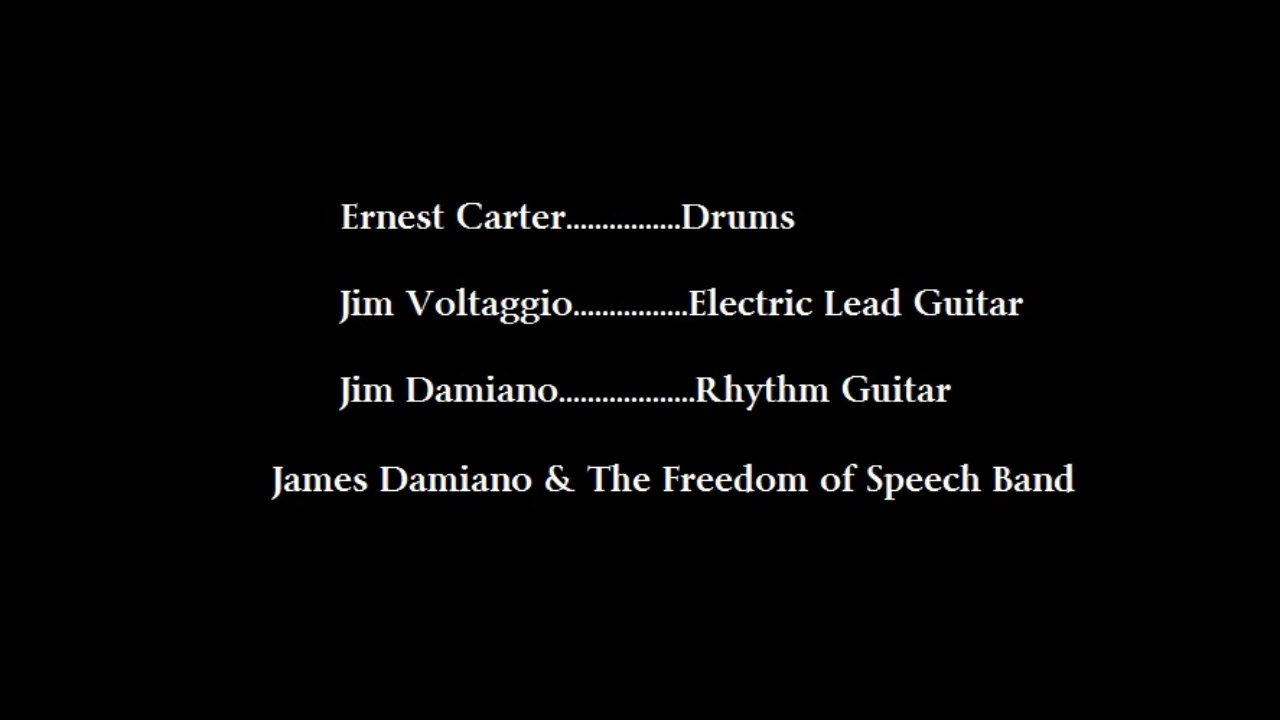 Ernest Carter................Drums
Jim Voltaggio................Electric Lead Guitar
Jim Damiano...................Rhythm Guitar
James Damiano & The Freedom of Speech Band